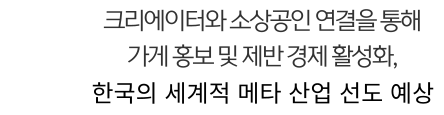 크리에이터와 소상공인 연결을 통해
가게 홍보 및 제반 경제 활성화,
한국의 세계적 메타 산업 선도 예상